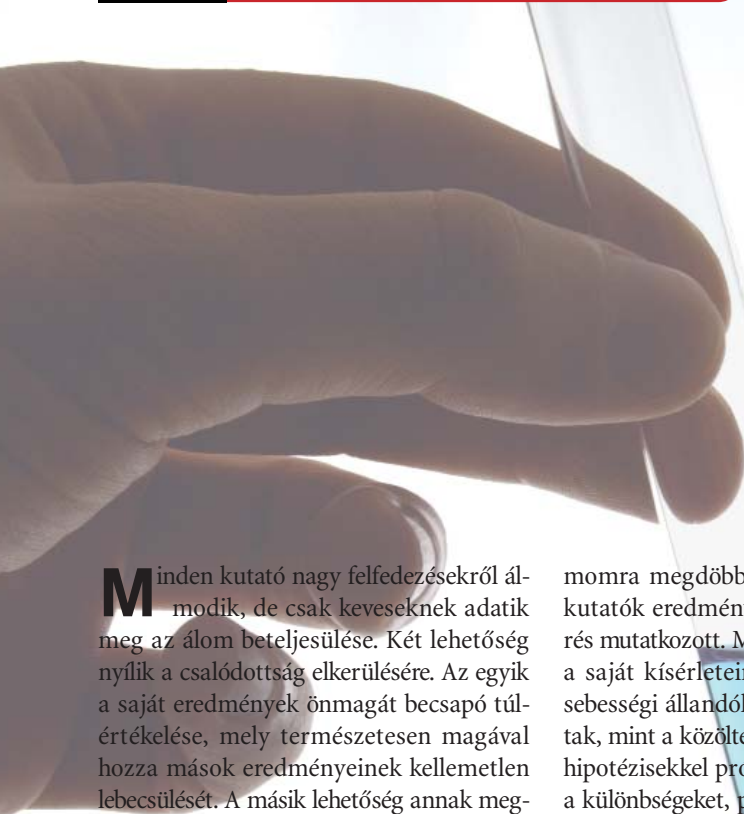 Minden kutató nagy felfedezésekről ál-
modik, de csak keveseknek adatik
meg az álom beteljesülése. Két lehetőség
nyílik a csalódottság elkerülésére. Az egyik
a saját eredmények önmagát becsapó túl-
értékelése, mely természetesen magával
hozza mások eredményeinek kellemetlen
lebecsülését. A másik lehetőség annak meg-
momra megdöbb
kutatók eredmény
rés mutatkozott. M
a saját kísérletein
sebességi állandól
tak, mint a közölte
hipotézisekkel pro
a különbségeket, p